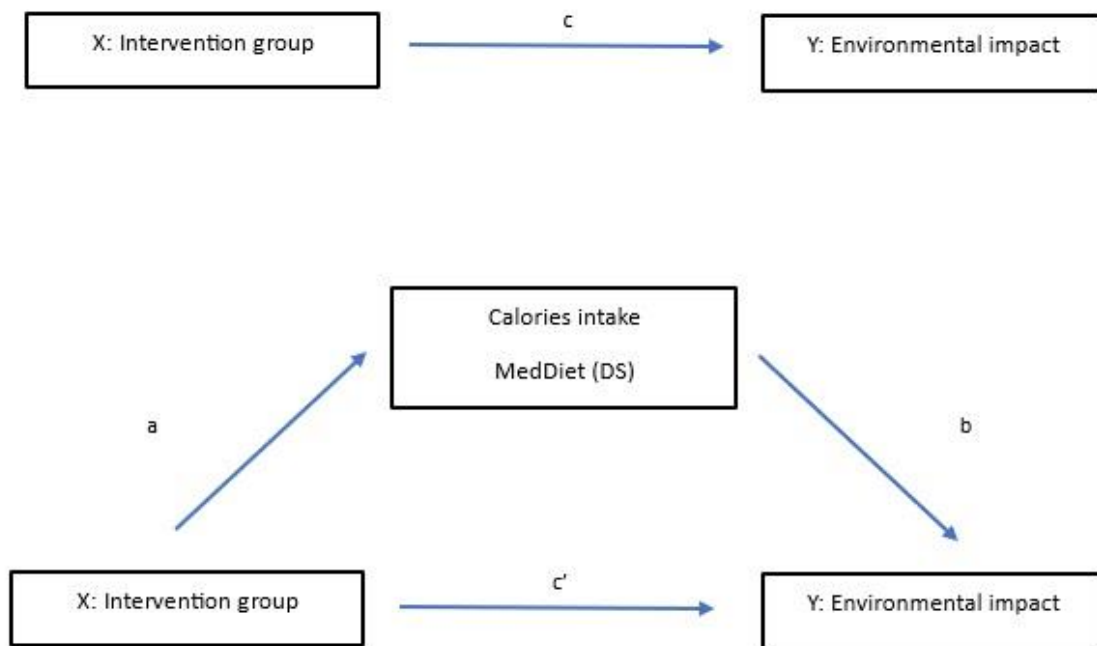 c
X: Intervention group
Y: Environmental impact
Calories intake
MedDiet (DS)
a
b
c'
X: Intervention group
Y: Environmental impact